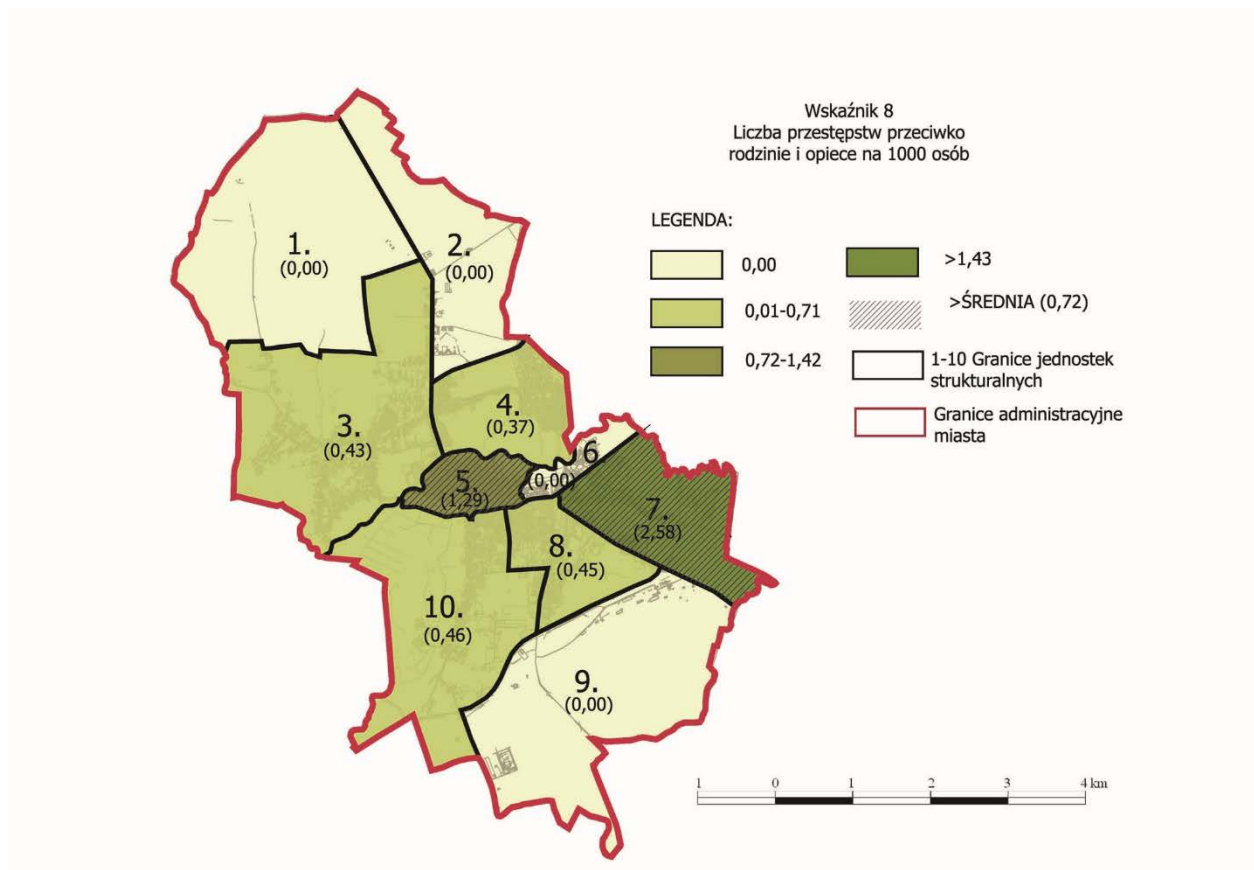 Wskaźnik 8
Liczba przestępstw przeciwko
rodzinie i opiece na 1000 osób
LEGENDA:
0,00
0,01-0,71
0,72-1,42
>1,43
>ŚREDNIA (0,72)
1-10 Granice jednostek
strukturalnych
Granice administracyjne
miasta
1.
(0,00)
2.
(0,00)
3.
(0,43)
4.
(0,37)
5.
(1,29)
6
(0,00)
7.
(2,58)
8.
(0,45)
10.
(0,46)
9.
(0,00)
1 0 1 2 3 4 km